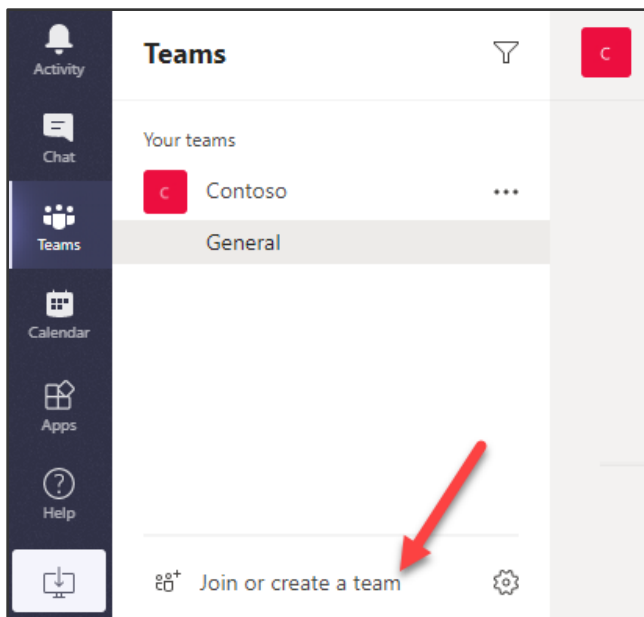 Activity
Chat
Teams
Calendar
Apps
Help
Teams
Your teams
C
Contoso
General
Join or create a team
C